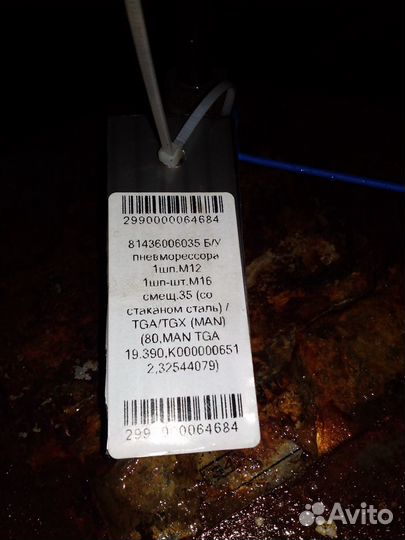 2990000064684
81436006035 Б/У
пневморессора
1шп.М12
1шп-шт.М16
смещ.35 (со
стаканом сталь) /
TGA/TGX (MAN)
(80,MAN TGA
19.390,K000000651
2,32544079)
2990000064684
Avito